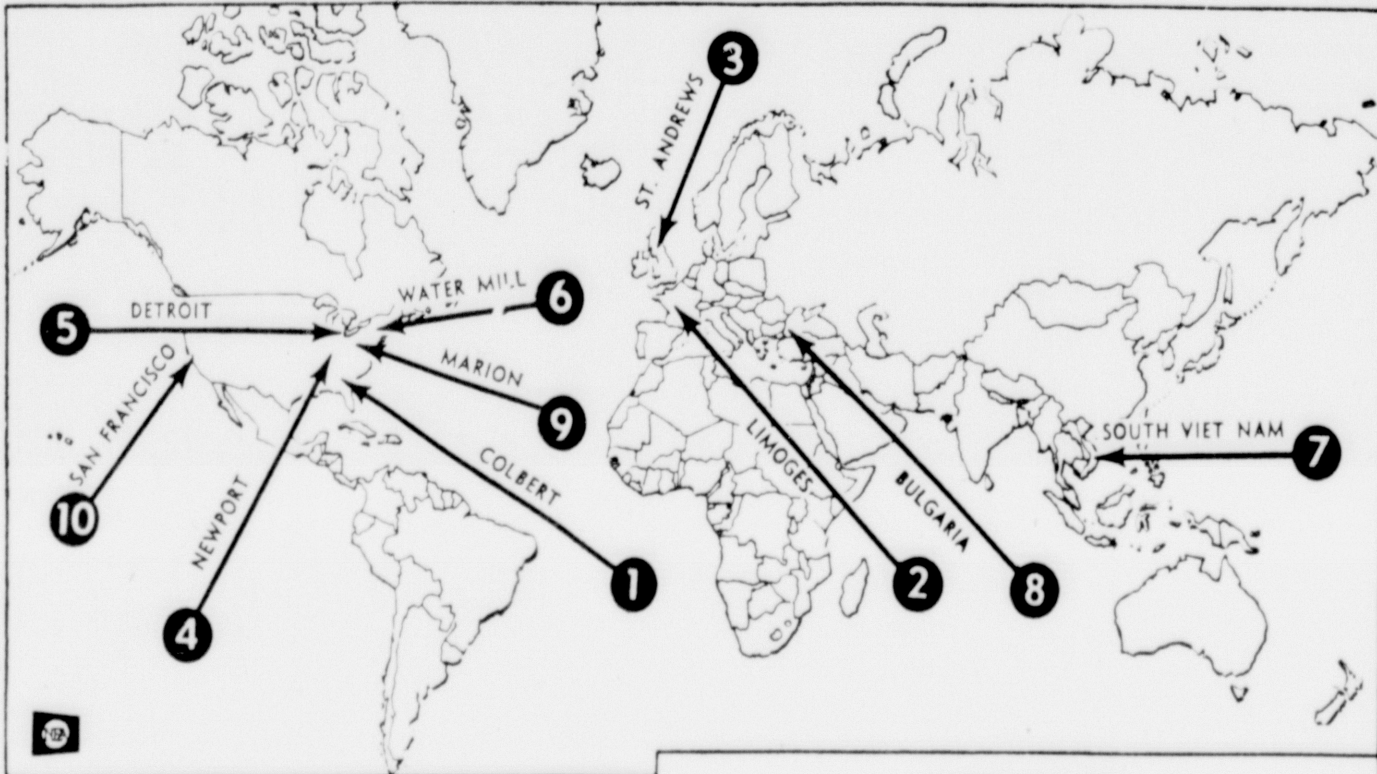 3
ST. ANDREWS
WATER MILL
6
DETROIT
5
MARION
9
SAN FRANCISCO
10
COLBERT
1
NEWPORT
4
LIMOGES
2
BULGARIA
8
SOUTH VIET NAM
7
NEA